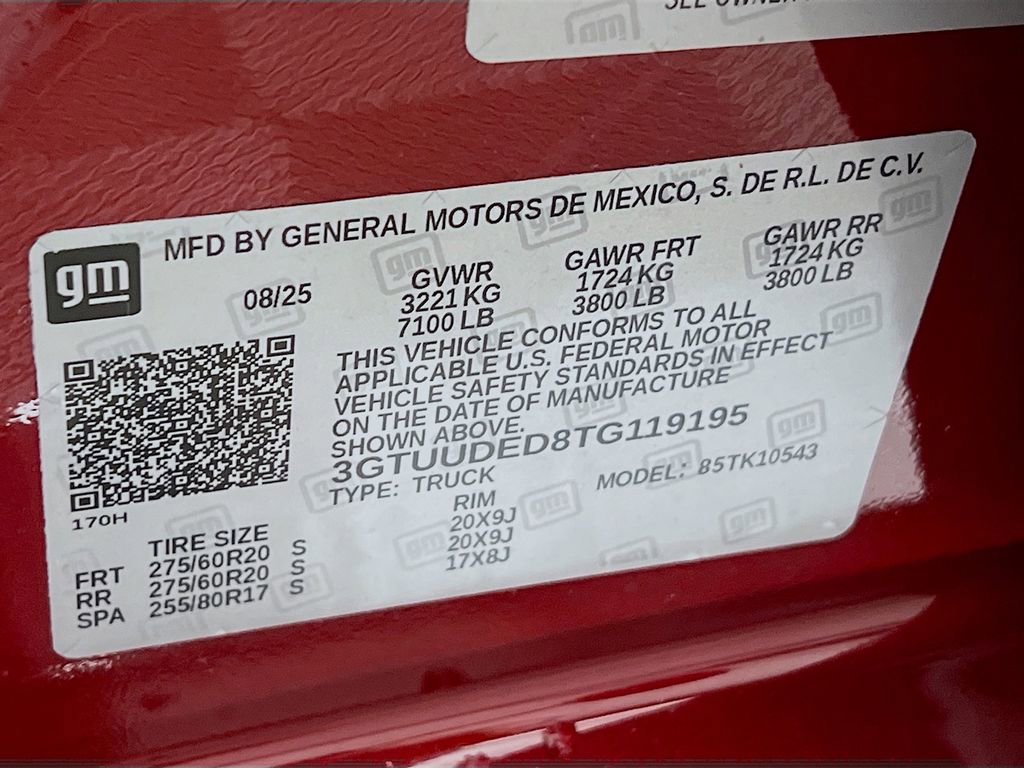 SEE OWNER
gm
MFD BY GENERAL MOTORS DE MEXICO, S. DE R.L. DE C.V.
08/25
GVWR
3221 KG
7100 LB
GAWR FRT
1724 KG
3800 LB
GAWR RR
1724 KG
3800 LB
THIS VEHICLE CONFORMS TO ALL
APPLICABLE U.S. FEDERAL MOTOR
VEHICLE SAFETY STANDARDS IN EFFECT
ON THE DATE OF MANUFACTURE
SHOWN ABOVE.
3GTUUDED8TG119195
TYPE: TRUCK
MODEL: 85TK10543
170H
TIRE SIZE
RIM
FRT 275/60R20 S 20X9J
RR 275/60R20 S 20X9J
SPA 255/80R17 S 17X8J